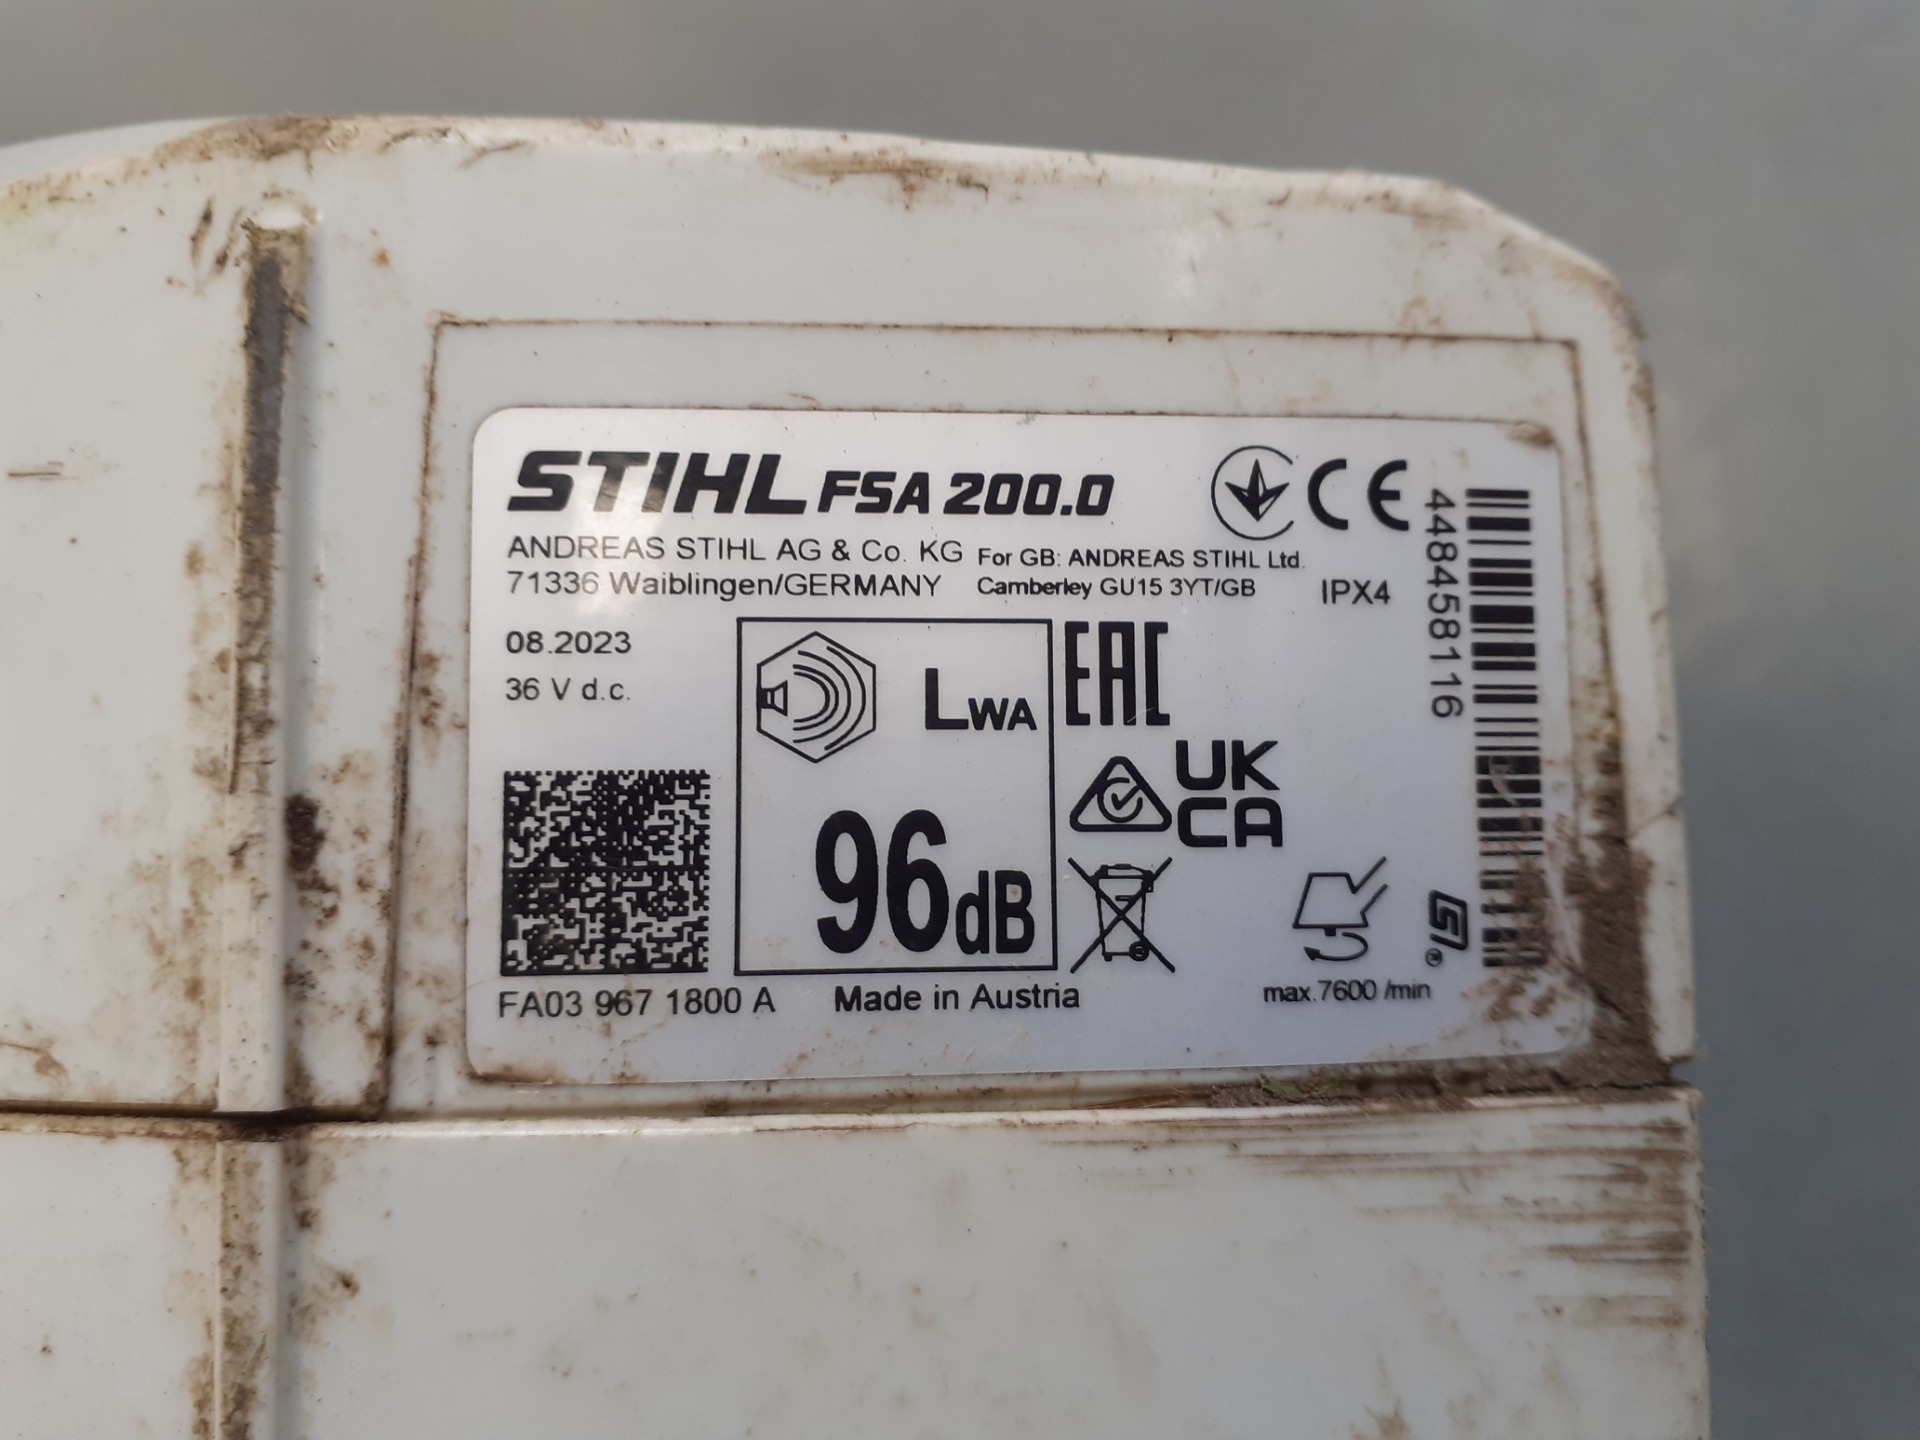 STIHL FSA 200.0
CE
ANDREAS STIHL AG & Co. KG
71336 Waiblingen/GERMANY
For GB: ANDREAS STIHL Ltd.
Camberley GU15 3YT/GB
IPX4
448458116
08.2023
36 V d.c.
LWA
96dB
EAC
UK
CA
FA03 967 1800 A
Made in Austria
max.7600 /min
®